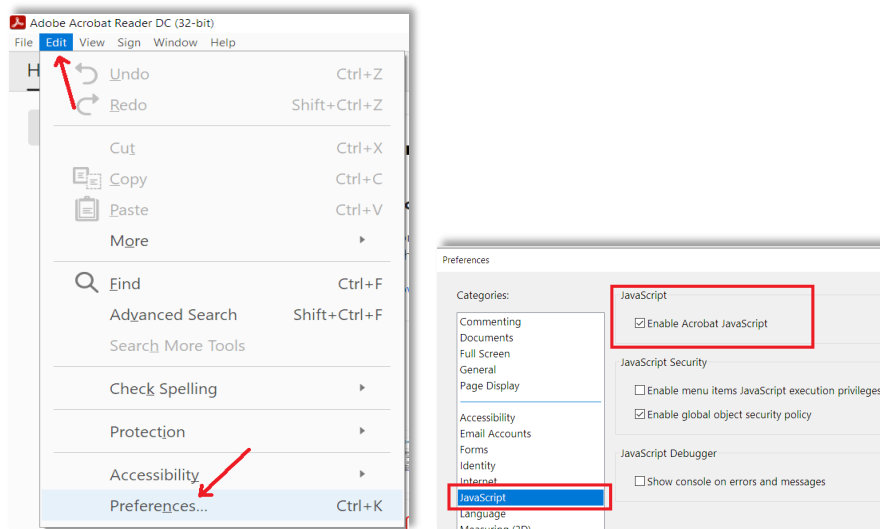 Adobe Acrobat Reader DC (32-bit)
File Edit View Sign Window Help
H
Undo Ctrl+Z
Redo Shift+Ctrl+Z
Cut Ctrl+X
Copy Ctrl+C
Paste Ctrl+V
More
Find Ctrl+F
Advanced Search Shift+Ctrl+F
Search More Tools
Check Spelling
Protection
Accessibility
Preferences... Ctrl+K
Preferences
Categories:
Commenting
Documents
Full Screen
General
Page Display
Accessibility
Email Accounts
Forms
Identity
Internet
JavaScript
Language
Measuring (2D)
JavaScript
Enable Acrobat JavaScript
JavaScript Security
Enable menu items JavaScript execution privileges
Enable global object security policy
JavaScript Debugger
Show console on errors and messages